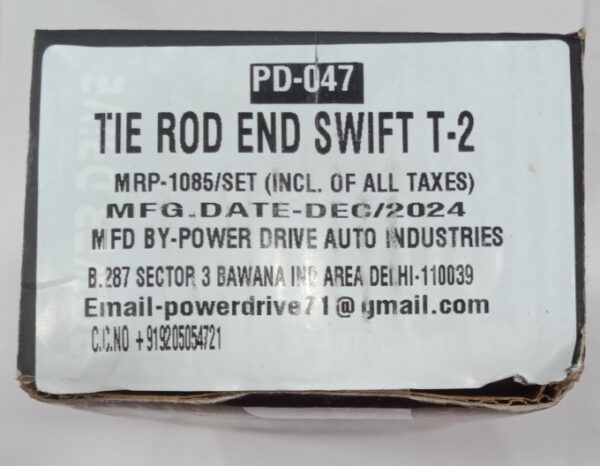 PD-047
TIE ROD END SWIFT T-2
MRP-1085/SET (INCL. OF ALL TAXES)
MFG.DATE-DEC/2024
MFD BY-POWER DRIVE AUTO INDUSTRIES
B.287 SECTOR 3 BAWANA IND AREA DELHI-110039
Email-powerdrive71@gmail.com
C.C.NO +919205054721